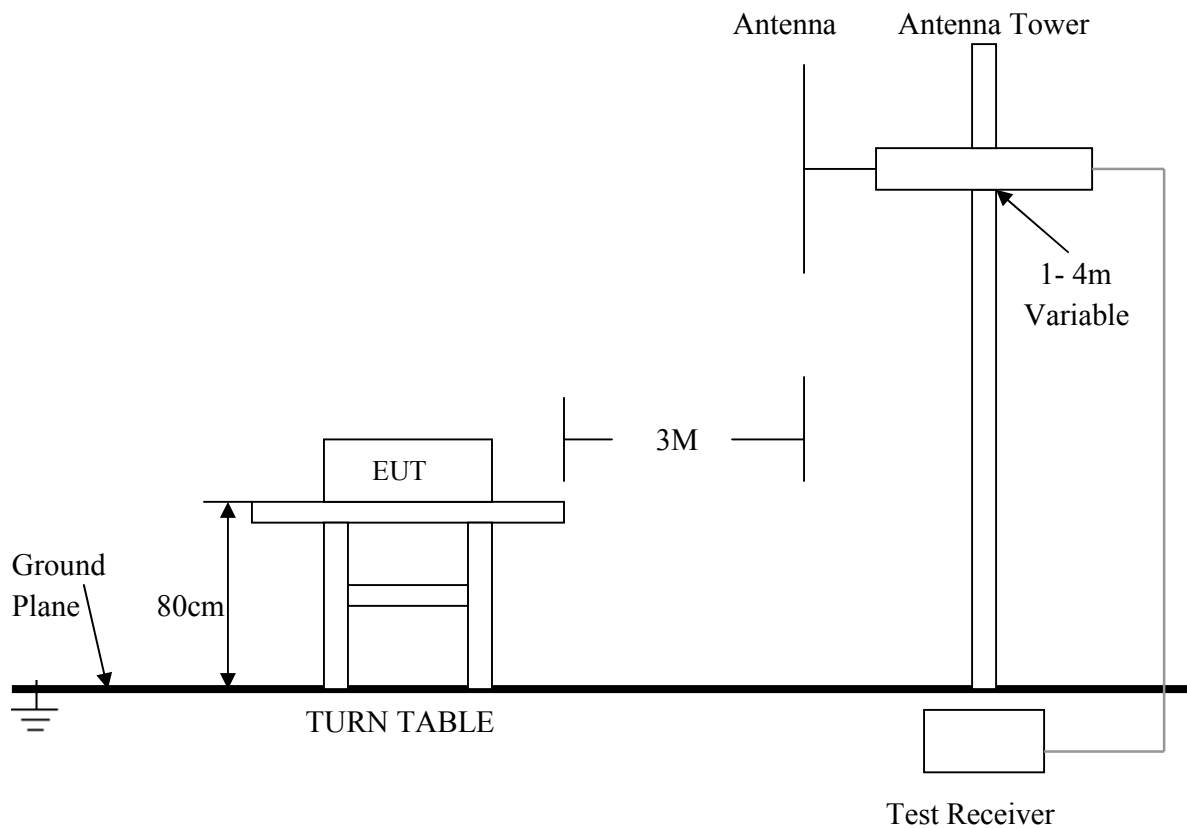 Antenna
Antenna Tower
1- 4m
Variable
3M
EUT
Ground
Plane
80cm
TURN TABLE
Test Receiver